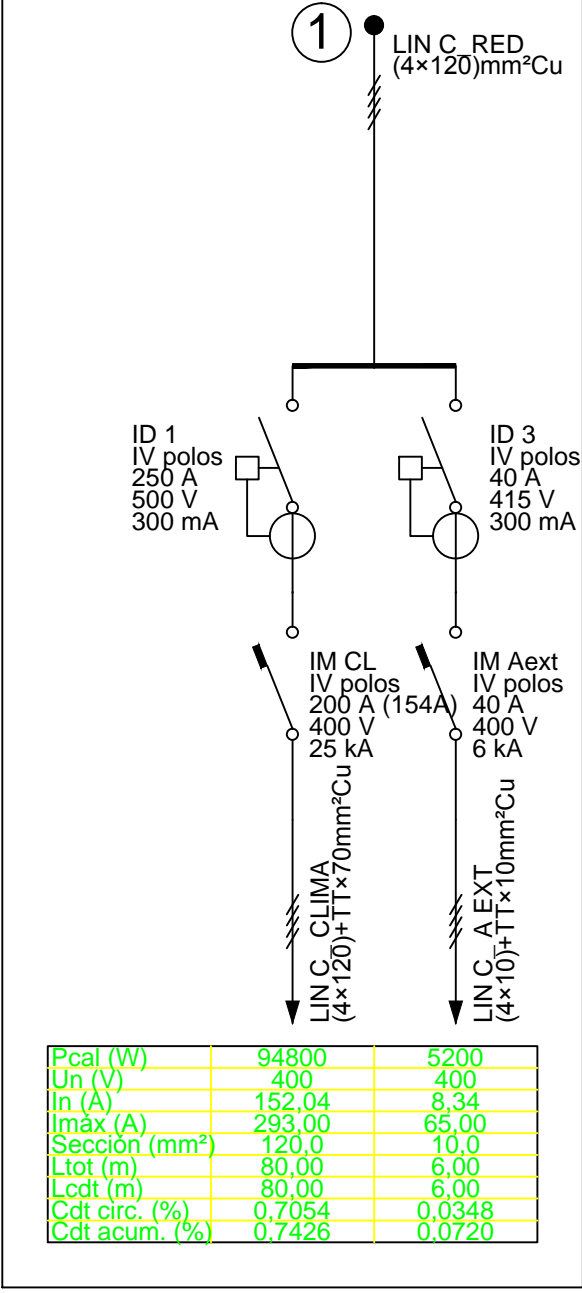 1
LIN C_RED
(4×120)mm²Cu
ID 1
IV polos
250 A
500 V
300 mA
ID 3
IV polos
40 A
415 V
300 mA
IM CL
IV polos
200 A (154A)
400 V
25 kA
IM Aext
IV polos
40 A
400 V
6 kA
LIN C_ CLIMA
(4×120)+TT×70mm²Cu
LIN C_ A EXT
(4×10)+TT×10mm²Cu
Pcal (W) 94800 5200
Un (V) 400 400
In (A) 152,04 8,34
Imáx (A) 293,00 65,00
Sección (mm²) 120,0 10,0
Ltot (m) 80,00 6,00
Lcdt (m) 80,00 6,00
Cdt circ. (%) 0,7054 0,0348
Cdt acum. (%) 0,7426 0,0720